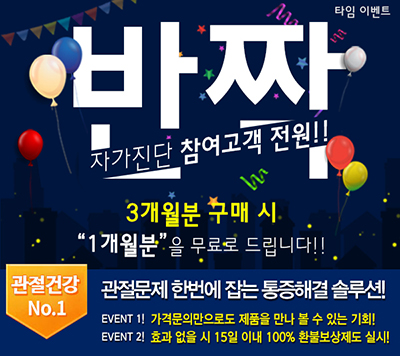 타임 이벤트
반짝
자가진단 참여고객 전원!!
3개월분 구매 시
“1개월분”을 무료로 드립니다!!
관절건강
No.1
관절문제 한번에 잡는 통증해결 솔루션!
EVENT 1! 가격문의만으로도 제품을 만나 볼 수 있는 기회!
EVENT 2! 효과 없을 시 15일 이내 100% 환불보상제도 실시!